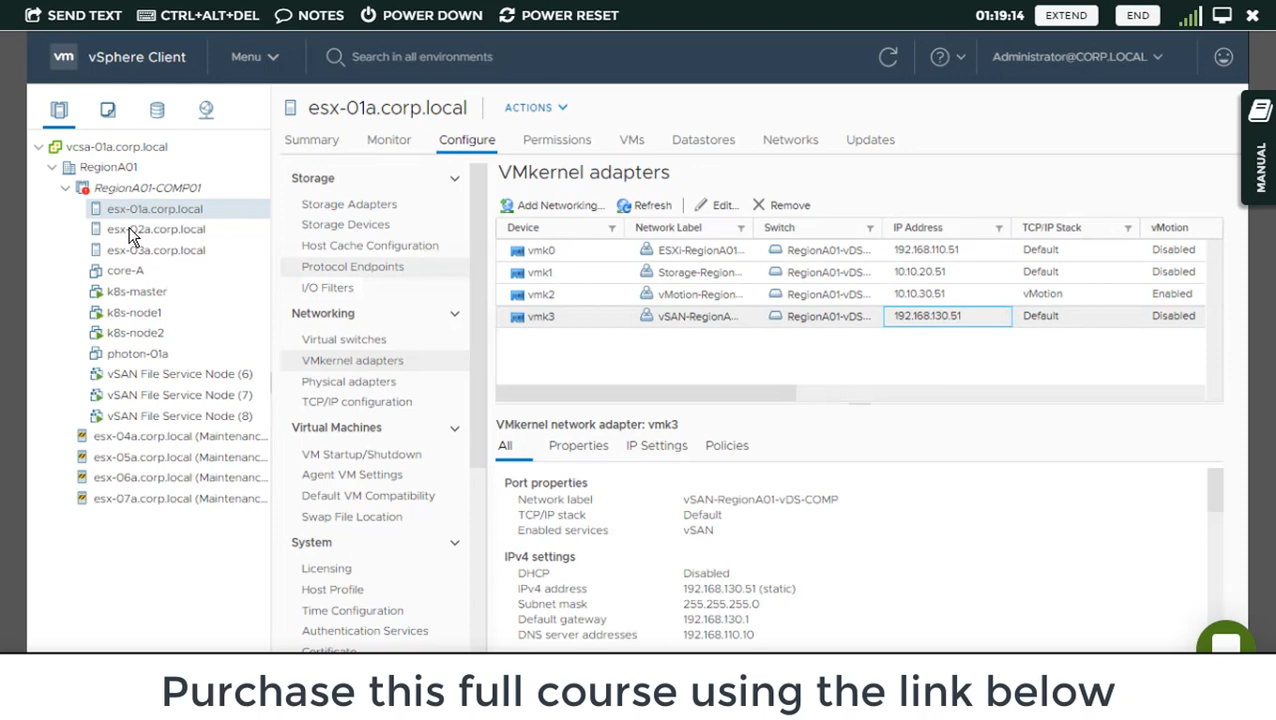 SEND TEXT CTRL+ALT+DEL NOTES POWER DOWN POWER RESET 01:19:14 EXTEND END
vm vSphere Client Menu Search in all environments Administrator@CORP.LOCAL
MANUAL
vcsa-01a.corp.local
RegionA01
RegionA01-COMP01
esx-01a.corp.local
esx-02a.corp.local
esx-03a.corp.local
core-A
k8s-master
k8s-node1
k8s-node2
photon-01a
vSAN File Service Node (6)
vSAN File Service Node (7)
vSAN File Service Node (8)
esx-04a.corp.local (Maintenanc...
esx-05a.corp.local (Maintenanc...
esx-06a.corp.local (Maintenanc...
esx-07a.corp.local (Maintenanc...
esx-01a.corp.local ACTIONS
Summary Monitor Configure Permissions VMs Datastores Networks Updates
Storage
Storage Adapters
Storage Devices
Host Cache Configuration
Protocol Endpoints
I/O Filters
Networking
Virtual switches
VMkernel adapters
Physical adapters
TCP/IP configuration
Virtual Machines
VM Startup/Shutdown
Agent VM Settings
Default VM Compatibility
Swap File Location
System
Licensing
Host Profile
Time Configuration
Authentication Services
Certificate
VMkernel adapters
Add Networking... Refresh Edit... Remove
Device Network Label Switch IP Address TCP/IP Stack vMotion
vmk0 ESXi-RegionA01... RegionA01-vDS... 192.168.110.51 Default Disabled
vmk1 Storage-Region... RegionA01-vDS... 10.10.20.51 Default Disabled
vmk2 vMotion-Region... RegionA01-vDS... 10.10.30.51 vMotion Enabled
vmk3 vSAN-RegionA... RegionA01-vDS... 192.168.130.51 Default Disabled
VMkernel network adapter: vmk3
All Properties IP Settings Policies
Port properties
Network label vSAN-RegionA01-vDS-COMP
TCP/IP stack Default
Enabled services vSAN
IPv4 settings
DHCP Disabled
IPv4 address 192.168.130.51 (static)
Subnet mask 255.255.255.0
Default gateway 192.168.130.1
DNS server addresses 192.168.110.10
Purchase this full course using the link below